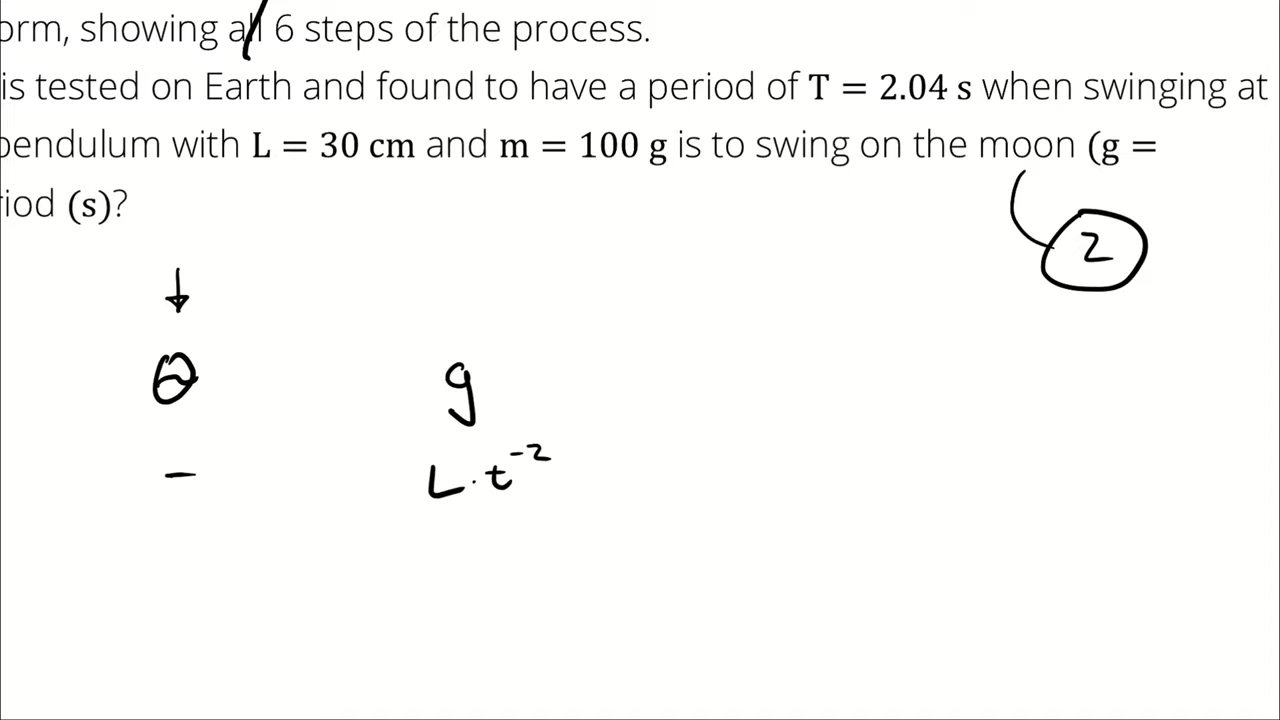 orm, showing all 6 steps of the process.
is tested on Earth and found to have a period of T = 2.04 s when swinging at
pendulum with L = 30 cm and m = 100 g is to swing on the moon (g =
riod (s)?
2
θ g
– L · t⁻²